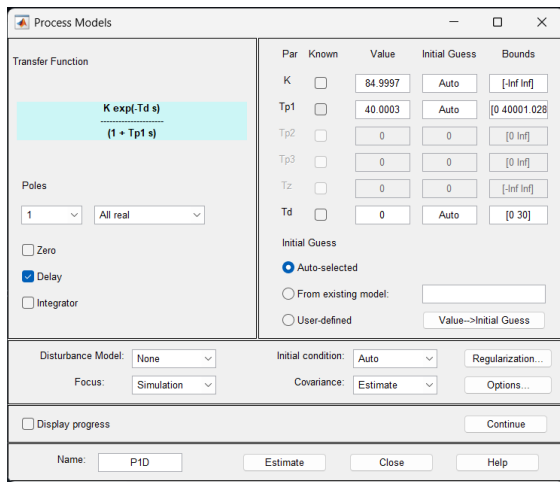 Process Models
Transfer Function
K exp(-Td s)
-------------------
(1 + Tp1 s)
Poles
1 All real
Zero
Delay
Integrator
Par Known Value Initial Guess Bounds
K 84.9997 Auto [-Inf Inf]
Tp1 40.0003 Auto [0 40001.028
Tp2 0 0 [0 Inf]
Tp3 0 0 [0 Inf]
Tz 0 0 [-Inf Inf]
Td 0 Auto [0 30]
Initial Guess
Auto-selected
From existing model:
User-defined Value-->Initial Guess
Disturbance Model: None Initial condition: Auto Regularization...
Focus: Simulation Covariance: Estimate Options...
Display progress Continue
Name: P1D Estimate Close Help